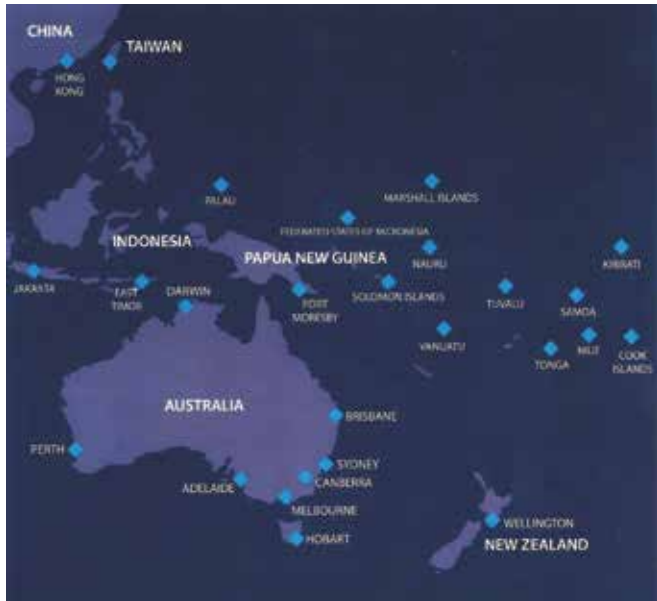 CHINA
TAIWAN
HONG
KONG
PALAU
MARSHALL ISLANDS
FEDERATED STATES OF MICRONESIA
INDONESIA
PAPUA NEW GUINEA
NAURU
KIRIBATI
JAKARTA
EAST
TIMOR
DARWIN
PORT
MORESBY
SOLOMON ISLANDS
TUVALU
SAMOA
VANUATU
TONGA
NIUE
COOK
ISLANDS
AUSTRALIA
BRISBANE
PERTH
SYDNEY
ADELAIDE
CANBERRA
MELBOURNE
HOBART
WELLINGTON
NEW ZEALAND